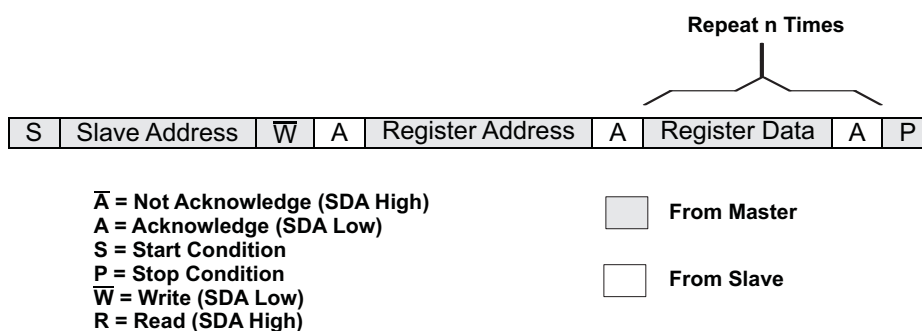 Repeat n Times
S Slave Address W̅ A Register Address A Register Data A P
A̅ = Not Acknowledge (SDA High)
A = Acknowledge (SDA Low)
S = Start Condition
P = Stop Condition
W̅ = Write (SDA Low)
R = Read (SDA High)
From Master
From Slave